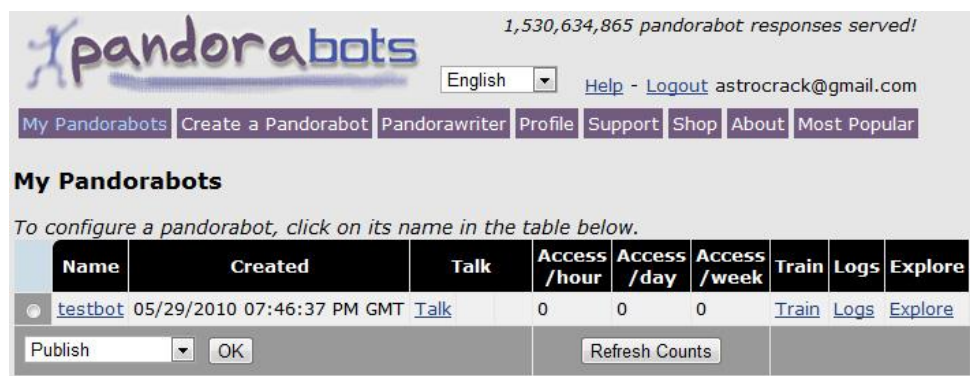 1,530,634,865 pandorabot responses served!
pandorabots
English Help - Logout astrocrack@gmail.com
My Pandorabots Create a Pandorabot Pandorawriter Profile Support Shop About Most Popular
My Pandorabots
To configure a pandorabot, click on its name in the table below.
Name Created Talk Access /hour Access /day Access /week Train Logs Explore
testbot 05/29/2010 07:46:37 PM GMT Talk 0 0 0 Train Logs Explore
Publish OK Refresh Counts